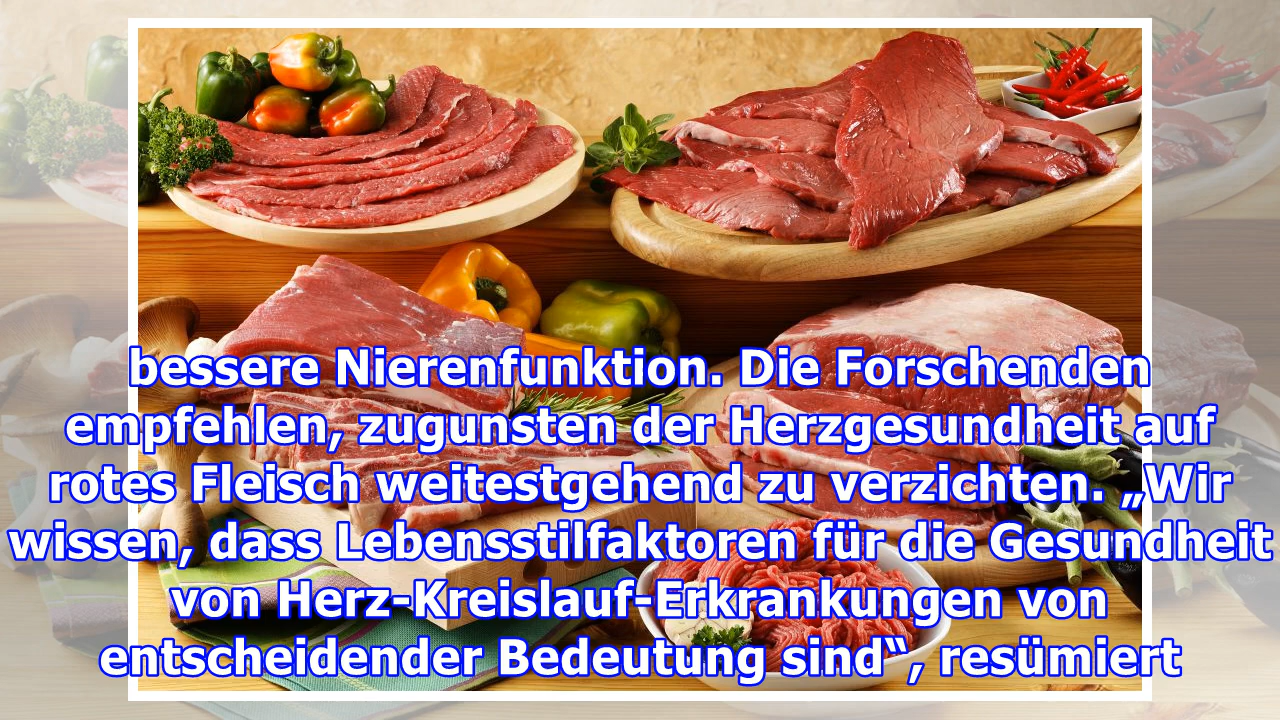 bessere Nierenfunktion. Die Forschenden
empfehlen, zugunsten der Herzgesundheit auf
rotes Fleisch weitestgehend zu verzichten. „Wir
wissen, dass Lebensstilfaktoren für die Gesundheit
von Herz-Kreislauf-Erkrankungen von
entscheidender Bedeutung sind“, resümiert